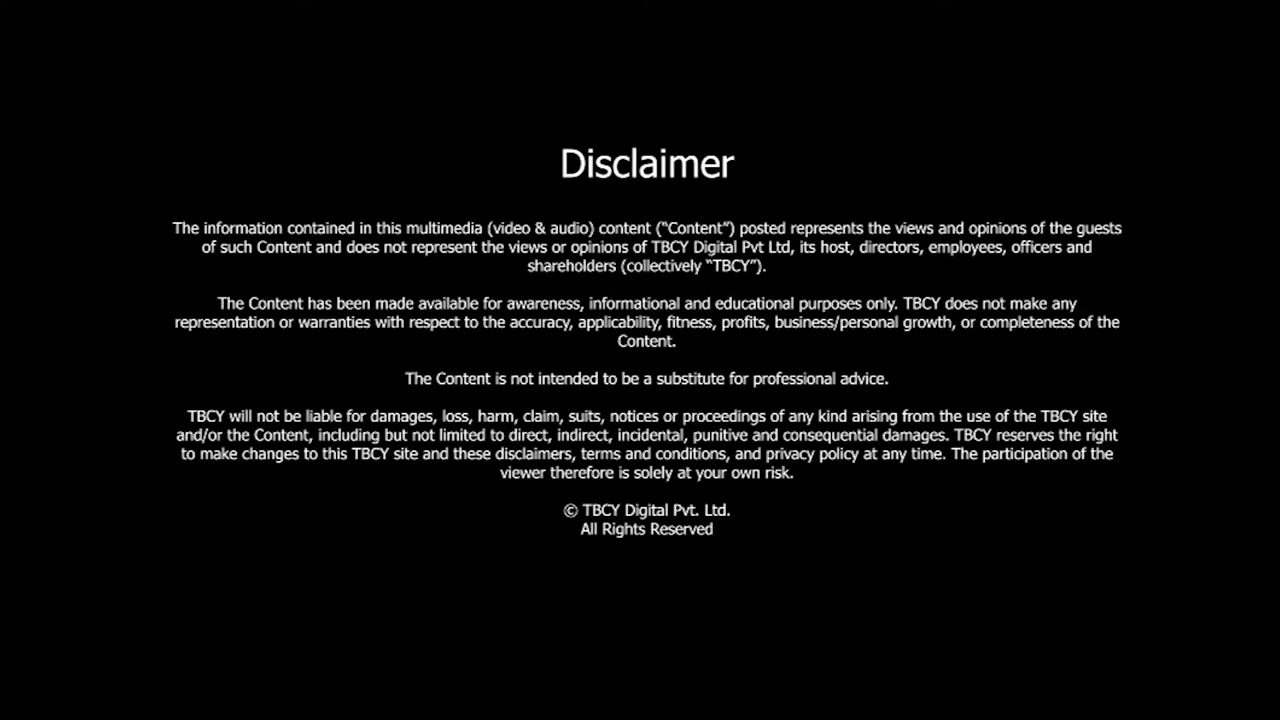 Disclaimer
The information contained in this multimedia (video & audio) content (“Content”) posted represents the views and opinions of the guests
of such Content and does not represent the views or opinions of TBCY Digital Pvt Ltd, its host, directors, employees, officers and
shareholders (collectively “TBCY”).
The Content has been made available for awareness, informational and educational purposes only. TBCY does not make any
representation or warranties with respect to the accuracy, applicability, fitness, profits, business/personal growth, or completeness of the
Content.
The Content is not intended to be a substitute for professional advice.
TBCY will not be liable for damages, loss, harm, claim, suits, notices or proceedings of any kind arising from the use of the TBCY site
and/or the Content, including but not limited to direct, indirect, incidental, punitive and consequential damages. TBCY reserves the right
to make changes to this TBCY site and these disclaimers, terms and conditions, and privacy policy at any time. The participation of the
viewer therefore is solely at your own risk.
© TBCY Digital Pvt. Ltd.
All Rights Reserved